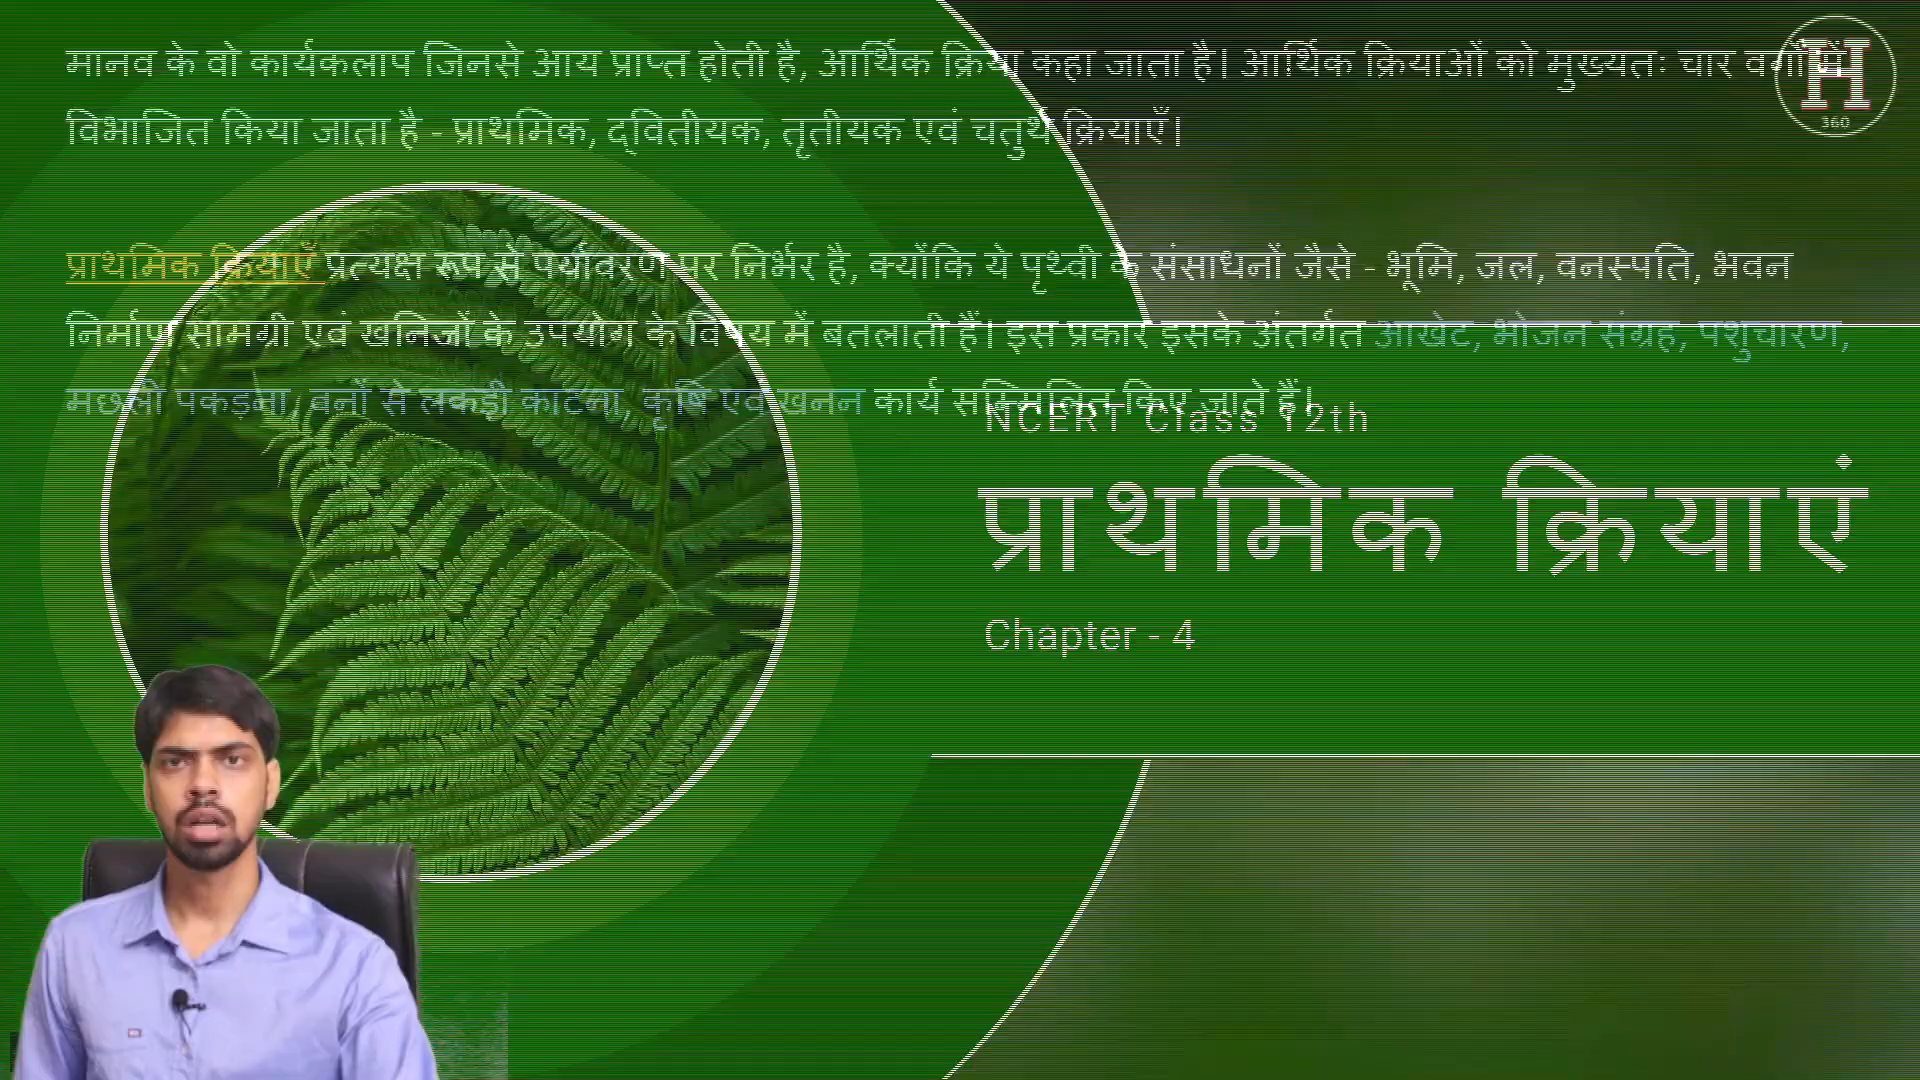 मानव के वो कार्यकलाप जिनसे आय प्राप्त होती है, आर्थिक क्रिया कहा जाता है। आर्थिक क्रियाओं को मुख्यतः चार वर्गों में
विभाजित किया जाता है - प्राथमिक, द्वितीयक, तृतीयक एवं चतुर्थ क्रियाएँ।
H
360
प्राथमिक क्रियाएँ प्रत्यक्ष रूप से पर्यावरण पर निर्भर है, क्योंकि ये पृथ्वी के संसाधनों जैसे - भूमि, जल, वनस्पति, भवन
निर्माण सामग्री एवं खनिजों के उपयोग के विषय में बतलाती हैं। इस प्रकार इसके अंतर्गत आखेट, भोजन संग्रह, पशुचारण,
मछली पकड़ना, वनों से लकड़ी काटना, कृषि एवं खनन कार्य सम्मिलित किए जाते हैं।
NCERT Class 12th
प्राथमिक क्रियाएं
Chapter - 4